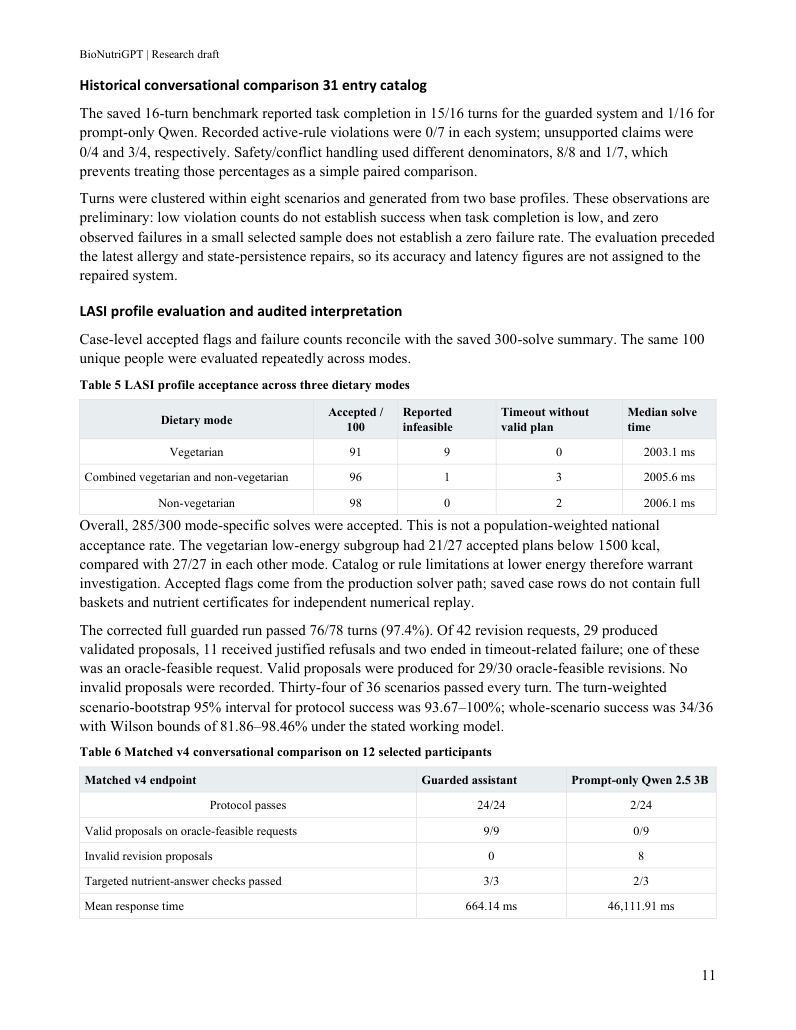 BioNutriGPT | Research draft
Historical conversational comparison 31 entry catalog
The saved 16-turn benchmark reported task completion in 15/16 turns for the guarded system and 1/16 for
prompt-only Qwen. Recorded active-rule violations were 0/7 in each system; unsupported claims were
0/4 and 3/4, respectively. Safety/conflict handling used different denominators, 8/8 and 1/7, which
prevents treating those percentages as a simple paired comparison.
Turns were clustered within eight scenarios and generated from two base profiles. These observations are
preliminary: low violation counts do not establish success when task completion is low, and zero
observed failures in a small selected sample does not establish a zero failure rate. The evaluation preceded
the latest allergy and state-persistence repairs, so its accuracy and latency figures are not assigned to the
repaired system.
LASI profile evaluation and audited interpretation
Case-level accepted flags and failure counts reconcile with the saved 300-solve summary. The same 100
unique people were evaluated repeatedly across modes.
Table 5 LASI profile acceptance across three dietary modes
Dietary mode Accepted / 100 Reported infeasible Timeout without valid plan Median solve time
Vegetarian 91 9 0 2003.1 ms
Combined vegetarian and non-vegetarian 96 1 3 2005.6 ms
Non-vegetarian 98 0 2 2006.1 ms
Overall, 285/300 mode-specific solves were accepted. This is not a population-weighted national
acceptance rate. The vegetarian low-energy subgroup had 21/27 accepted plans below 1500 kcal,
compared with 27/27 in each other mode. Catalog or rule limitations at lower energy therefore warrant
investigation. Accepted flags come from the production solver path; saved case rows do not contain full
baskets and nutrient certificates for independent numerical replay.
The corrected full guarded run passed 76/78 turns (97.4%). Of 42 revision requests, 29 produced
validated proposals, 11 received justified refusals and two ended in timeout-related failure; one of these
was an oracle-feasible request. Valid proposals were produced for 29/30 oracle-feasible revisions. No
invalid proposals were recorded. Thirty-four of 36 scenarios passed every turn. The turn-weighted
scenario-bootstrap 95% interval for protocol success was 93.67–100%; whole-scenario success was 34/36
with Wilson bounds of 81.86–98.46% under the stated working model.
Table 6 Matched v4 conversational comparison on 12 selected participants
Matched v4 endpoint Guarded assistant Prompt-only Qwen 2.5 3B
Protocol passes 24/24 2/24
Valid proposals on oracle-feasible requests 9/9 0/9
Invalid revision proposals 0 8
Targeted nutrient-answer checks passed 3/3 2/3
Mean response time 664.14 ms 46,111.91 ms
11